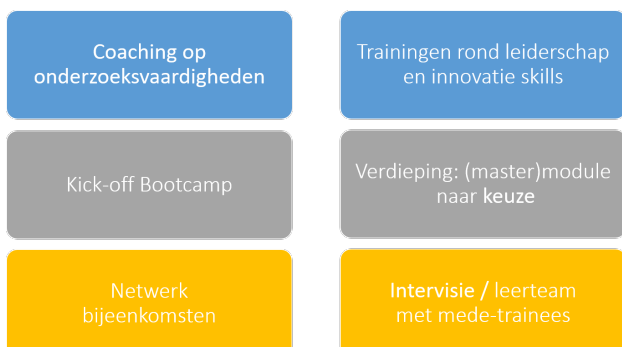 Coaching op
onderzoeksvaardigheden
Trainingen rond leiderschap
en innovatie skills
Kick-off Bootcamp
Verdieping: (master)module
naar keuze
Netwerk
bijeenkomsten
Intervisie / leerteam
met mede-trainees